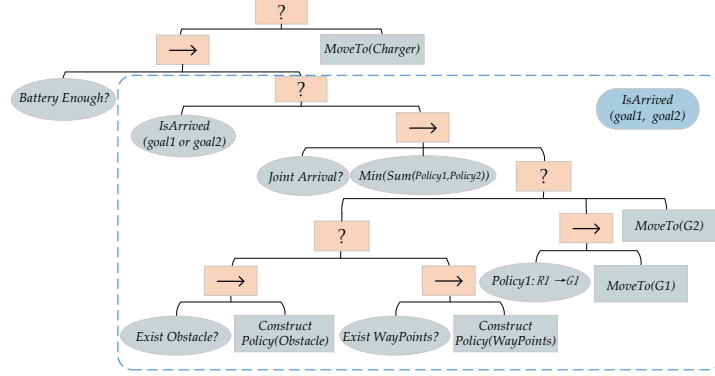 ?
→
MoveTo(Charger)
Battery Enough?
?
IsArrived
(goal1 or goal2)
→
IsArrived
(goal1, goal2)
Joint Arrival?
Min(Sum(Policy1,Policy2))
?
?
→
MoveTo(G2)
→
→
Policy1: R1 →G1
MoveTo(G1)
Exist Obstacle?
Construct
Policy(Obstacle)
Exist WayPoints?
Construct
Policy(WayPoints)